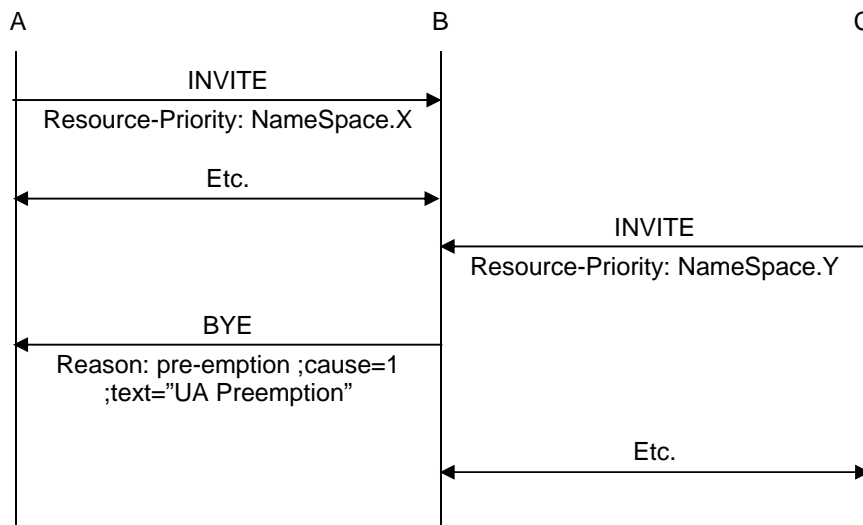 A B C
INVITE
Resource-Priority: NameSpace.X
Etc.
INVITE
Resource-Priority: NameSpace.Y
BYE
Reason: pre-emption ;cause=1
;text=”UA Preemption”
Etc.